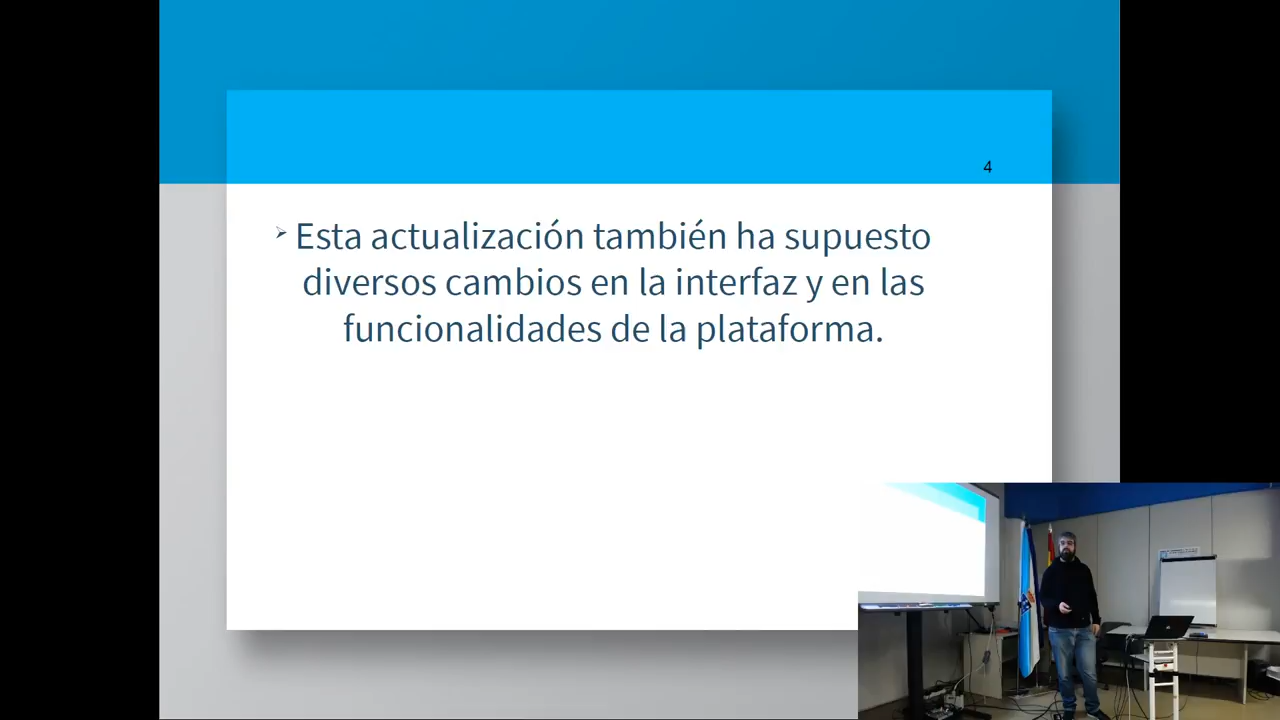 4
➢ Esta actualización también ha supuesto
diversos cambios en la interfaz y en las
funcionalidades de la plataforma.